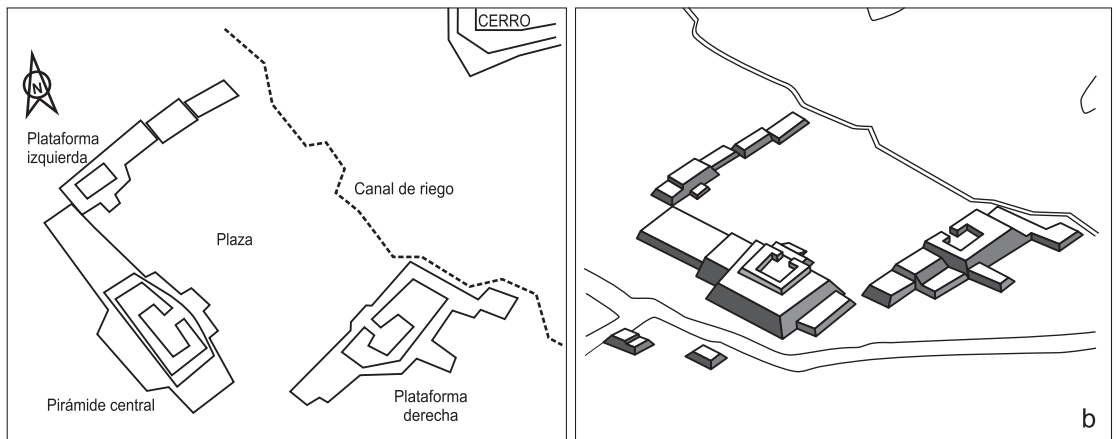 CERRO
N
Plataforma
izquierda
Canal de riego
Plaza
Pirámide central
Plataforma
derecha
b